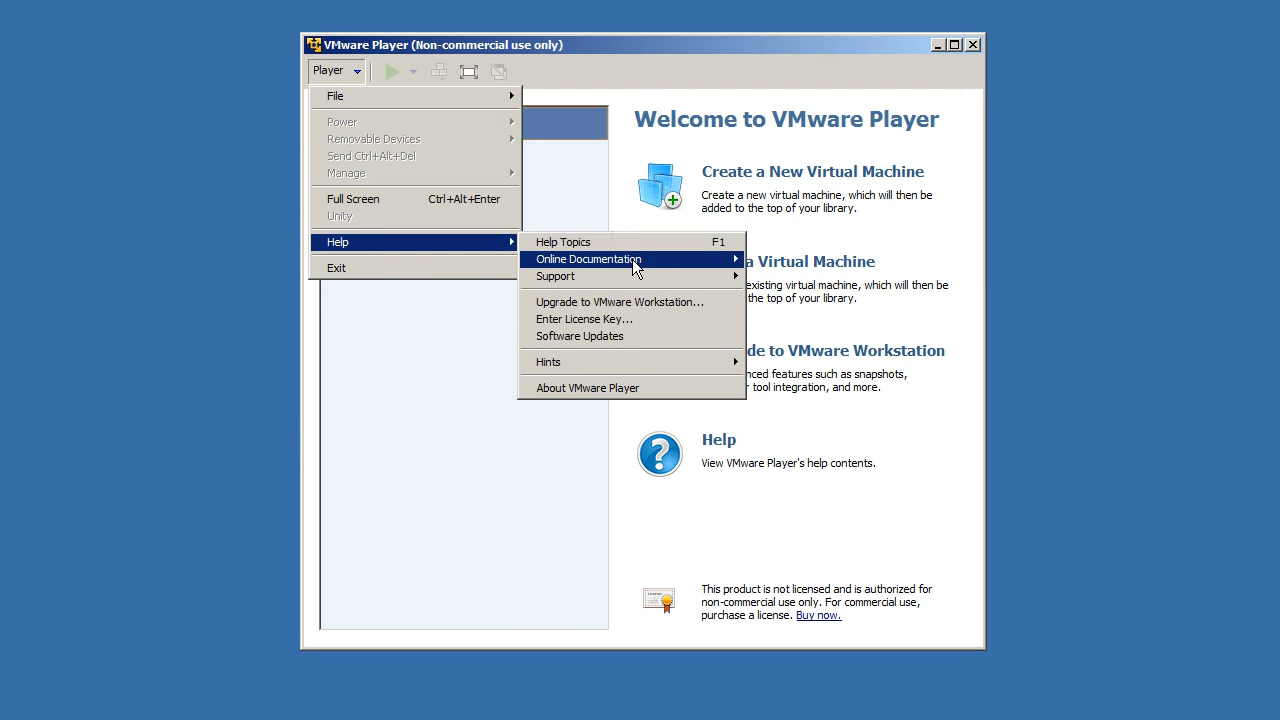 VMware Player (Non-commercial use only)
Player
File
Power
Removable Devices
Send Ctrl+Alt+Del
Manage
Full Screen Ctrl+Alt+Enter
Unity
Help
Exit
Help Topics F1
Online Documentation
Support
Upgrade to VMware Workstation...
Enter License Key...
Software Updates
Hints
About VMware Player
Welcome to VMware Player
Create a New Virtual Machine
Create a new virtual machine, which will then be
added to the top of your library.
a Virtual Machine
existing virtual machine, which will then be
the top of your library.
de to VMware Workstation
nced features such as snapshots,
tool integration, and more.
Help
View VMware Player's help contents.
This product is not licensed and is authorized for
non-commercial use only. For commercial use,
purchase a license. Buy now.